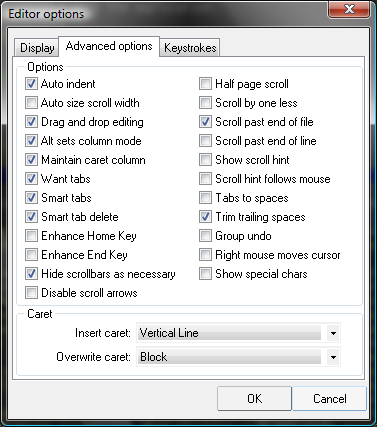 Editor options
Display Advanced options Keystrokes
Options
Auto indent
Auto size scroll width
Drag and drop editing
Alt sets column mode
Maintain caret column
Want tabs
Smart tabs
Smart tab delete
Enhance Home Key
Enhance End Key
Hide scrollbars as necessary
Disable scroll arrows
Half page scroll
Scroll by one less
Scroll past end of file
Scroll past end of line
Show scroll hint
Scroll hint follows mouse
Tabs to spaces
Trim trailing spaces
Group undo
Right mouse moves cursor
Show special chars
Caret
Insert caret: Vertical Line
Overwrite caret: Block
OK Cancel